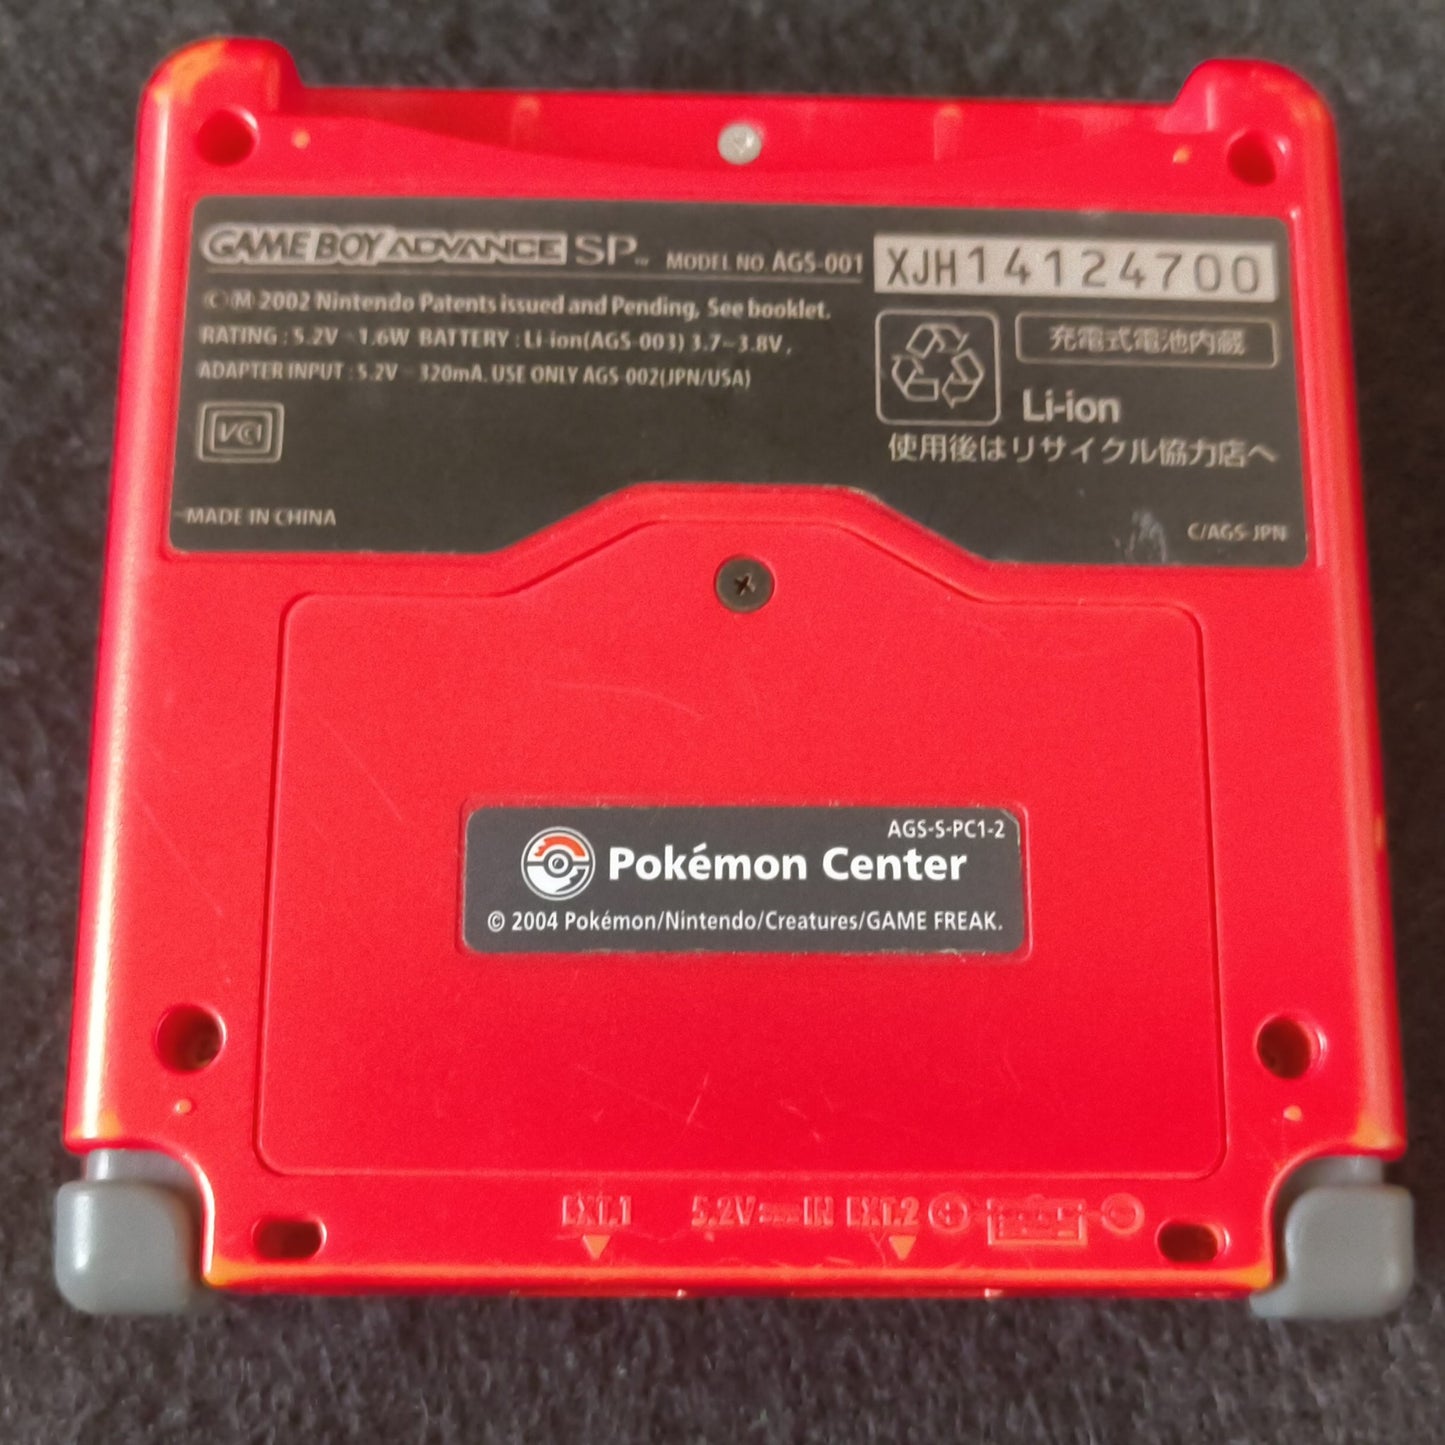 GAME BOY ADVANCE SP™ MODEL NO. AGS-001
XJH14124700
©Ⓜ 2002 Nintendo Patents issued and Pending, See booklet.
RATING : 5.2V ⎓ 1.6W BATTERY : Li-ion(AGS-003) 3.7~3.8V,
ADAPTER INPUT : 5.2V ⎓ 320mA. USE ONLY AGS-002(JPN/USA)
充電式電池内蔵
Li-ion
使用後はリサイクル協力店へ
VCI
MADE IN CHINA
C/AGS-JPN
AGS-S-PC1-2
Pokémon Center
© 2004 Pokémon/Nintendo/Creatures/GAME FREAK.
EXT.1 5.2V⎓IN EXT.2